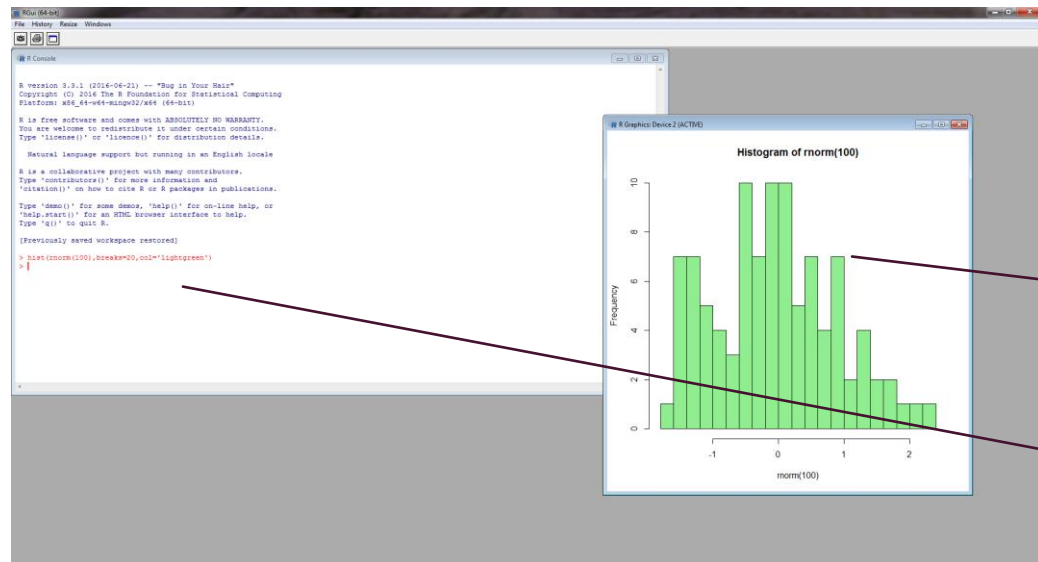 RGui (64-bit)
File History Resize Windows
R Console
R version 3.3.1 (2016-06-21) -- "Bug in Your Hair"
Copyright (C) 2016 The R Foundation for Statistical Computing
Platform: x86_64-w64-mingw32/x64 (64-bit)
R is free software and comes with ABSOLUTELY NO WARRANTY.
You are welcome to redistribute it under certain conditions.
Type 'license()' or 'licence()' for distribution details.
Natural language support but running in an English locale
R is a collaborative project with many contributors.
Type 'contributors()' for more information and
'citation()' on how to cite R or R packages in publications.
Type 'demo()' for some demos, 'help()' for on-line help, or
'help.start()' for an HTML browser interface to help.
Type 'q()' to quit R.
[Previously saved workspace restored]
> hist(rnorm(100),breaks=20,col='lightgreen')
>
R Graphics: Device 2 (ACTIVE)
Histogram of rnorm(100)
Frequency
10
8
6
4
2
0
-1 0 1 2
rnorm(100)